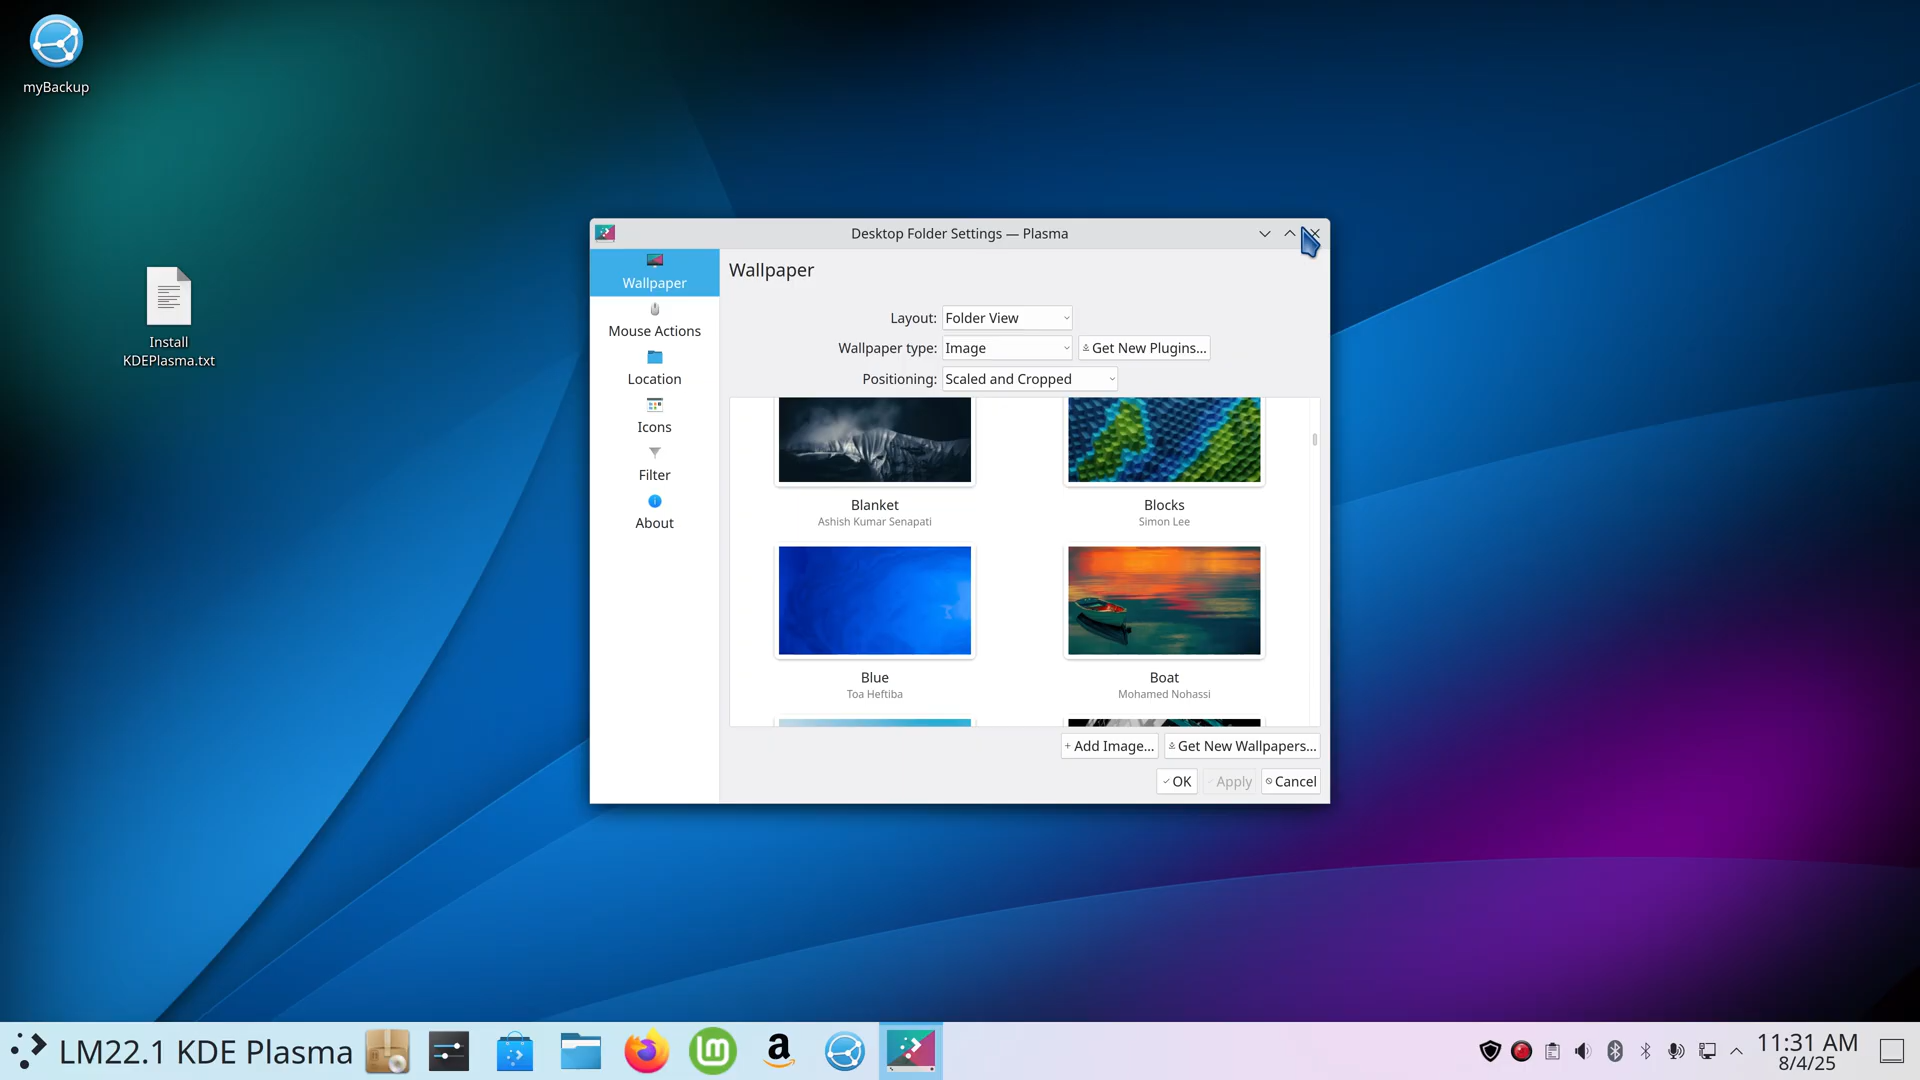 myBackup
Install
KDEPlasma.txt
Desktop Folder Settings — Plasma
Wallpaper
Mouse Actions
Location
Icons
Filter
About
Wallpaper
Layout: Folder View
Wallpaper type: Image Get New Plugins...
Positioning: Scaled and Cropped
Blanket
Ashish Kumar Senapati
Blocks
Simon Lee
Blue
Toa Heftiba
Boat
Mohamed Nohassi
Add Image... Get New Wallpapers...
OK Apply Cancel
LM22.1 KDE Plasma
lm
a
11:31 AM
8/4/25